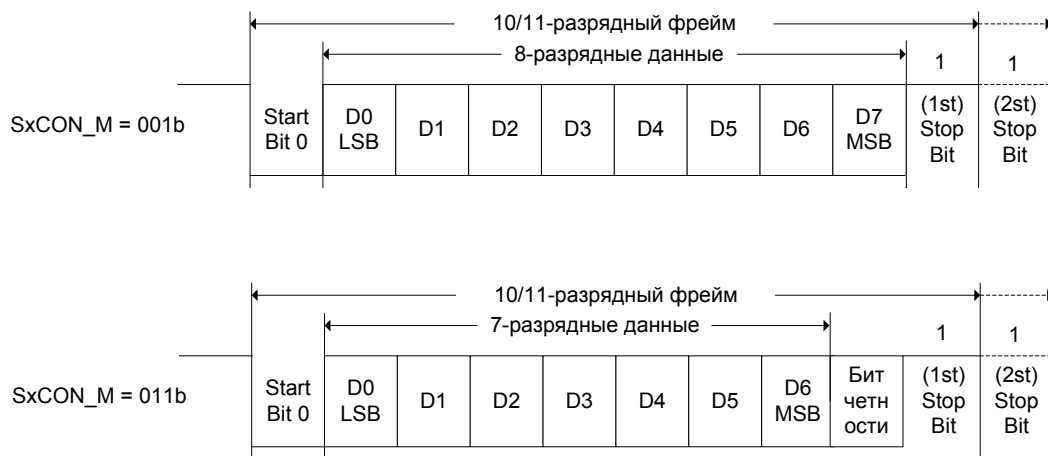 10/11-разрядный фрейм
8-разрядные данные
1
1
SxCON_M = 001b
Start
Bit 0
D0
LSB
D1
D2
D3
D4
D5
D6
D7
MSB
(1st)
Stop
Bit
(2st)
Stop
Bit
10/11-разрядный фрейм
7-разрядные данные
1
1
SxCON_M = 011b
Start
Bit 0
D0
LSB
D1
D2
D3
D4
D5
D6
MSB
Бит
четн
ости
(1st)
Stop
Bit
(2st)
Stop
Bit